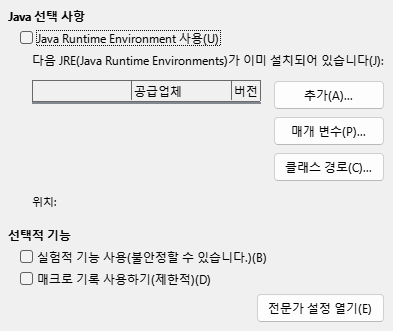 Java 선택 사항
Java Runtime Environment 사용(U)
다음 JRE(Java Runtime Environments)가 이미 설치되어 있습니다(J):
공급업체 버전
추가(A)...
매개 변수(P)...
클래스 경로(C)...
위치:
선택적 기능
실험적 기능 사용(불안정할 수 있습니다.)(B)
매크로 기록 사용하기(제한적)(D)
전문가 설정 열기(E)